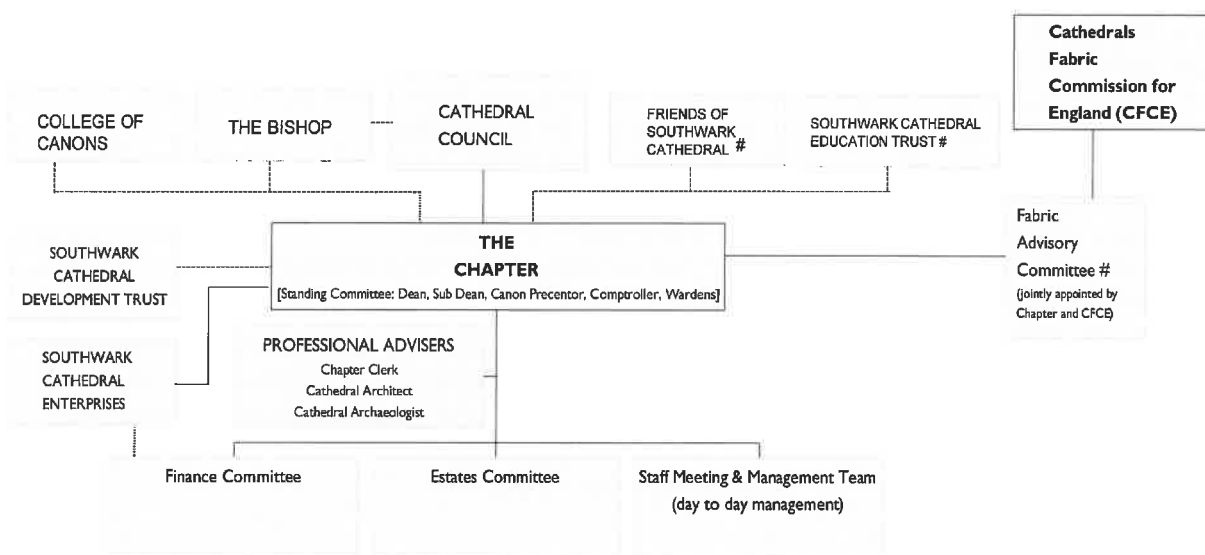 Cathedrals
Fabric
Commission for
England (CFCE)
COLLEGE OF
CANONS
THE BISHOP
CATHEDRAL
COUNCIL
FRIENDS OF
SOUTHWARK
CATHEDRAL #
SOUTHWARK CATHEDRAL
EDUCATION TRUST #
Fabric
Advisory
Committee #
(jointly appointed by
Chapter and CFCE)
THE
CHAPTER
[Standing Committee: Dean, Sub Dean, Canon Precentor, Comptroller, Wardens]
SOUTHWARK
CATHEDRAL
DEVELOPMENT TRUST
SOUTHWARK
CATHEDRAL
ENTERPRISES
PROFESSIONAL ADVISERS
Chapter Clerk
Cathedral Architect
Cathedral Archaeologist
Finance Committee
Estates Committee
Staff Meeting & Management Team
(day to day management)